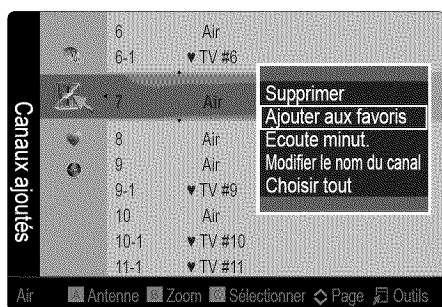 Canaux ajoutés
6 Air
6-1 ♥ TV #6
7 Air
8 Air
9 Air
9-1 ♥ TV #9
10 Air
10-1 ♥ TV #10
11-1 ♥ TV #11
Supprimer
Ajouter aux favoris
Écoute minut.
Modifier le nom du canal
Choisir tout
Air Antenne Zoom Sélectionner Page Outils